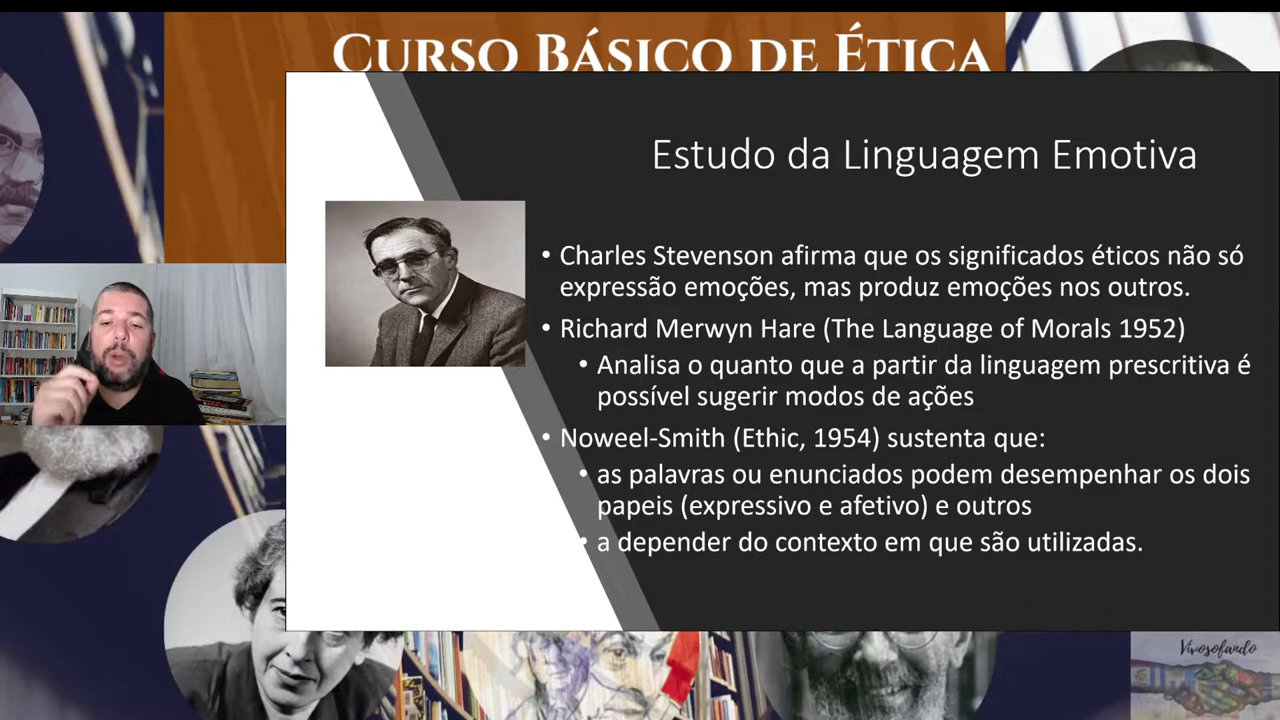 CURSO BÁSICO DE ÉTICA
Estudo da Linguagem Emotiva
• Charles Stevenson afirma que os significados éticos não só
expressão emoções, mas produz emoções nos outros.
• Richard Merwyn Hare (The Language of Morals 1952)
• Analisa o quanto que a partir da linguagem prescritiva é
possível sugerir modos de ações
• Noweel-Smith (Ethic, 1954) sustenta que:
• as palavras ou enunciados podem desempenhar os dois
papeis (expressivo e afetivo) e outros
• a depender do contexto em que são utilizadas.
Vivosofando